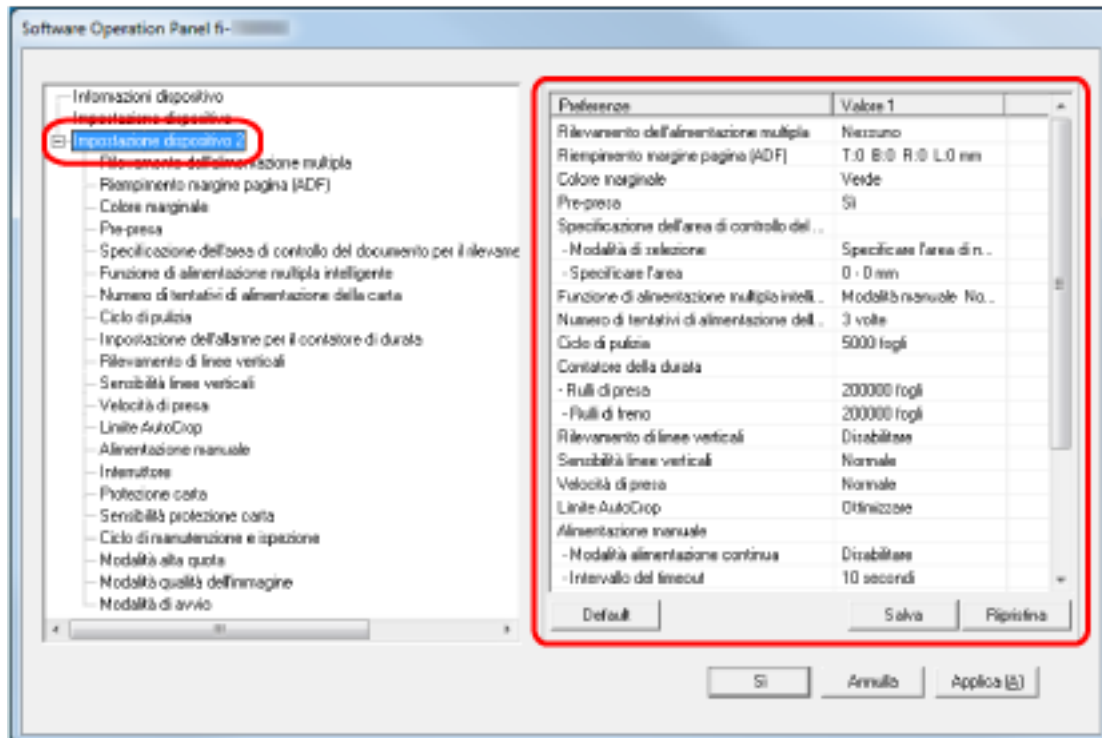 Software Operation Panel fi-
Informazioni dispositivo
Impostazione dispositivo
Impostazione dispositivo 2
Rilevamento dell'alimentazione multipla
Riempimento margine pagina (ADF)
Colore marginale
Pre-presa
Specificazione dell'area di controllo del documento per il rilevame
Funzione di alimentazione multipla intelligente
Numero di tentativi di alimentazione della carta
Ciclo di pulizia
Impostazione dell'allarme per il contatore di durata
Rilevamento di linee verticali
Sensibilità linee verticali
Velocità di presa
Limite AutoCrop
Alimentazione manuale
Interruttore
Protezione carta
Sensibilità protezione carta
Ciclo di manutenzione e ispezione
Modalità alta quota
Modalità qualità dell'immagine
Modalità di avvio
Preferenze Valore 1
Rilevamento dell'alimentazione multipla Nessuno
Riempimento margine pagina (ADF) T:0 B:0 R:0 L:0 mm
Colore marginale Verde
Pre-presa Sì
Specificazione dell'area di controllo del ...
- Modalità di selezione Specificare l'area di n...
- Specificare l'area 0 - 0 mm
Funzione di alimentazione multipla intelli... Modalità manuale No...
Numero di tentativi di alimentazione dell... 3 volte
Ciclo di pulizia 5000 fogli
Contatore della durata
- Rulli di presa 200000 fogli
- Rulli di freno 200000 fogli
Rilevamento di linee verticali Disabilitare
Sensibilità linee verticali Normale
Velocità di presa Normale
Limite AutoCrop Ottimizzare
Alimentazione manuale
- Modalità alimentazione continua Disabilitare
- Intervallo del timeout 10 secondi
Default Salva Ripristina
Sì Annulla Applica (A)